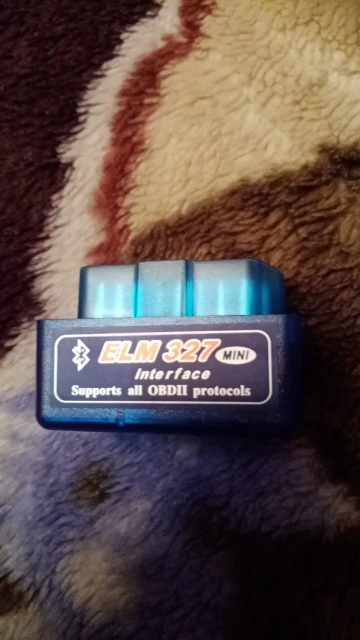 ELM 327 MINI
Interface
Supports all OBDII protocols